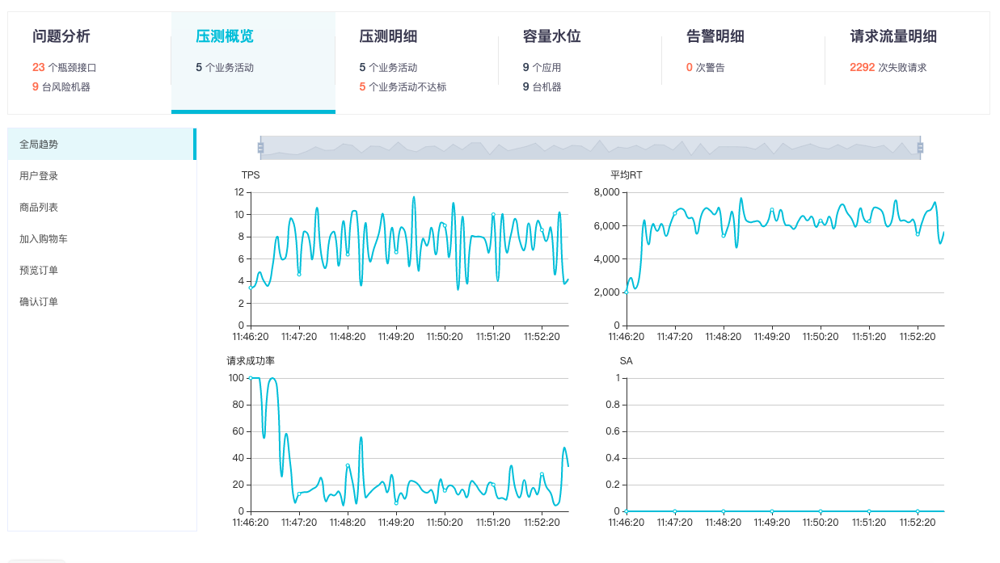 问题分析
23 个瓶颈接口
9 台风险机器
压测概览
5 个业务活动
压测明细
5 个业务活动
5 个业务活动不达标
容量水位
9 个应用
9 台机器
告警明细
0 次警告
请求流量明细
2292 次失败请求
全局趋势
用户登录
商品列表
加入购物车
预览订单
确认订单
TPS
12
10
8
6
4
2
0
11:46:20 11:47:20 11:48:20 11:49:20 11:50:20 11:51:20 11:52:20
平均RT
8,000
6,000
4,000
2,000
0
11:46:20 11:47:20 11:48:20 11:49:20 11:50:20 11:51:20 11:52:20
请求成功率
100
80
60
40
20
0
11:46:20 11:47:20 11:48:20 11:49:20 11:50:20 11:51:20 11:52:20
SA
1
0.8
0.6
0.4
0.2
0
11:46:20 11:47:20 11:48:20 11:49:20 11:50:20 11:51:20 11:52:20